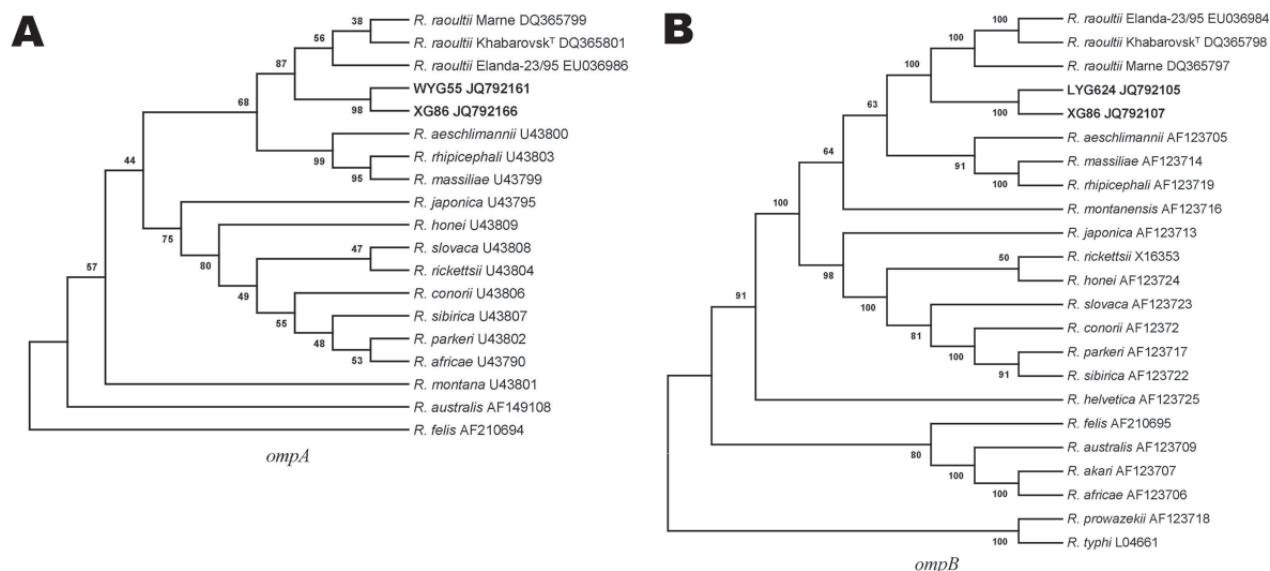 A
R. raoultii Marne DQ365799
R. raoultii Khabarovskᵀ DQ365801
R. raoultii Elanda-23/95 EU036986
WYG55 JQ792161
XG86 JQ792166
R. aeschlimannii U43800
R. rhipicephali U43803
R. massiliae U43799
R. japonica U43795
R. honei U43809
R. slovaca U43808
R. rickettsii U43804
R. conorii U43806
R. sibirica U43807
R. parkeri U43802
R. africae U43790
R. montana U43801
R. australis AF149108
R. felis AF210694
38
56
87
98
68
99
95
44
75
80
47
49
55
48
53
57
ompA
B
R. raoultii Elanda-23/95 EU036984
R. raoultii Khabarovskᵀ DQ365798
R. raoultii Marne DQ365797
LYG624 JQ792105
XG86 JQ792107
R. aeschlimannii AF123705
R. massiliae AF123714
R. rhipicephali AF123719
R. montanensis AF123716
R. japonica AF123713
R. rickettsii X16353
R. honei AF123724
R. slovaca AF123723
R. conorii AF12372
R. parkeri AF123717
R. sibirica AF123722
R. helvetica AF123725
R. felis AF210695
R. australis AF123709
R. akari AF123707
R. africae AF123706
R. prowazekii AF123718
R. typhi L04661
100
100
100
100
63
91
100
64
100
98
50
100
81
100
91
91
80
100
100
100
ompB